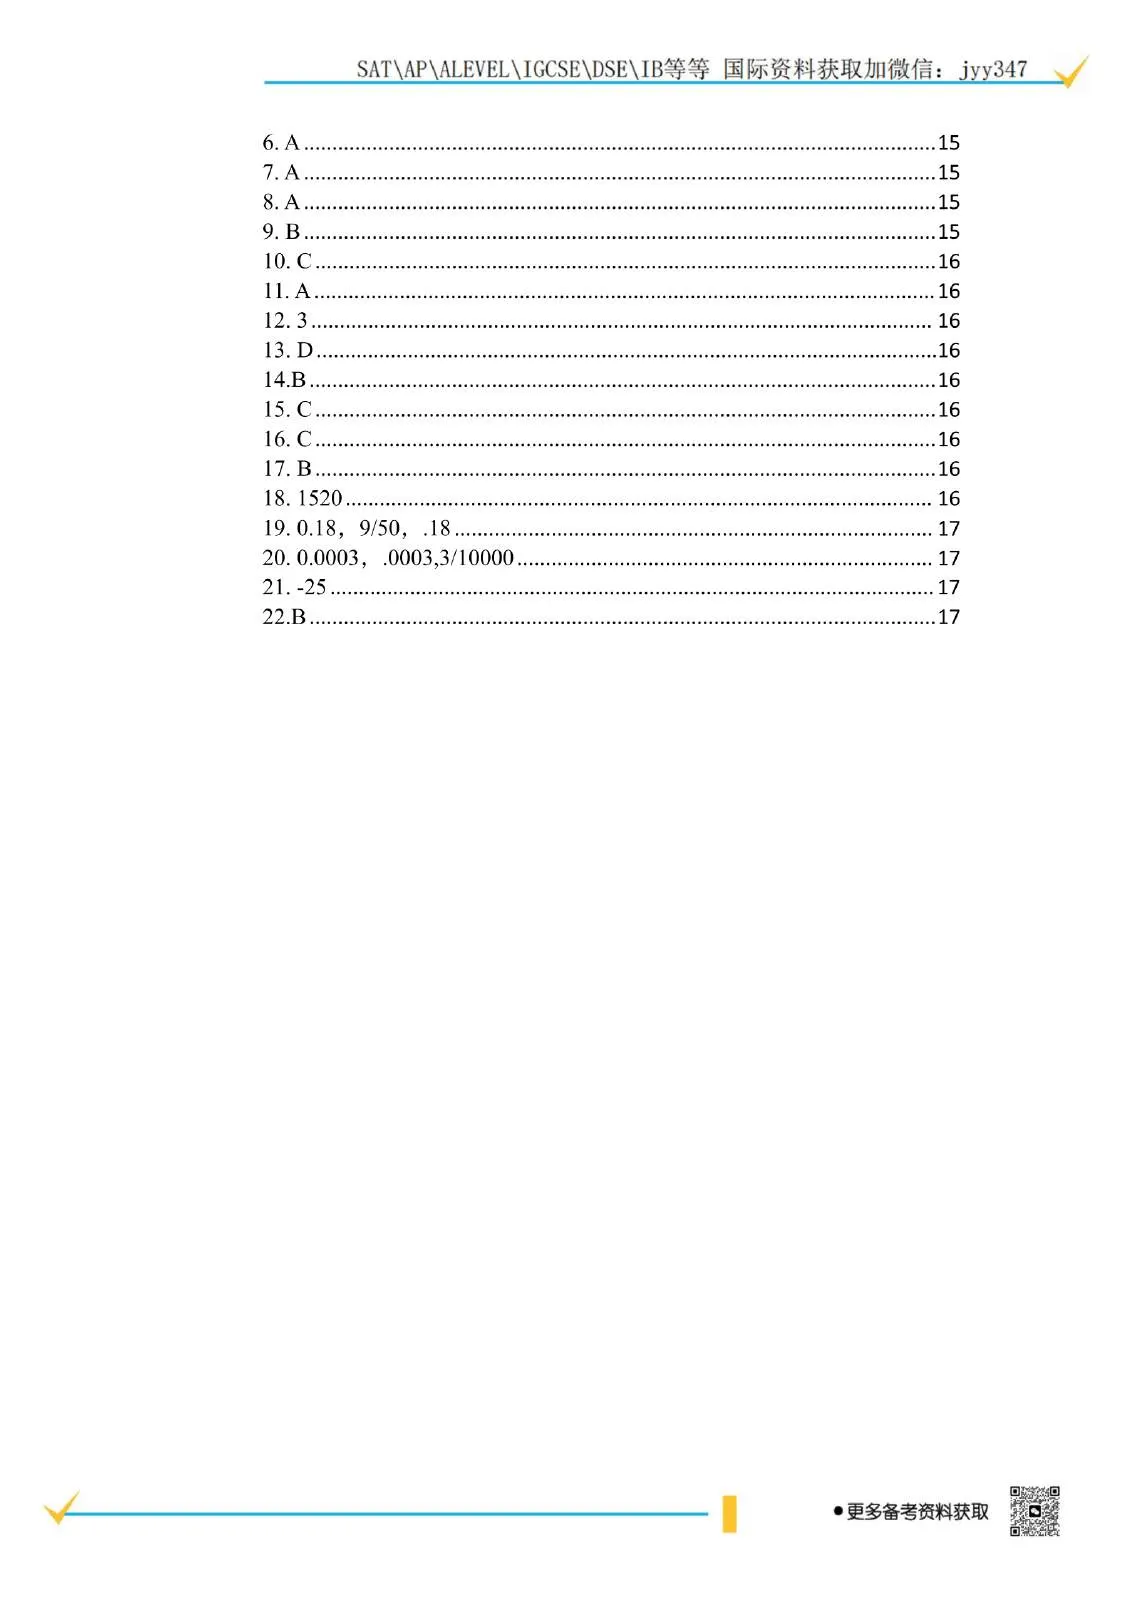 SAT\AP\ALEVEL\IGCSE\DSE\IB等等 国际资料获取加微信：jyy347
6. A........................................15
7. A........................................15
8. A........................................15
9. B........................................15
10. C........................................16
11. A........................................16
12. 3........................................16
13. D........................................16
14.B........................................16
15. C........................................16
16. C........................................16
17. B........................................16
18. 1520........................................16
19. 0.18，9/50，.18........................................17
20. 0.0003，.0003,3/10000........................................17
21. -25........................................17
22.B........................................17
●更多备考资料获取